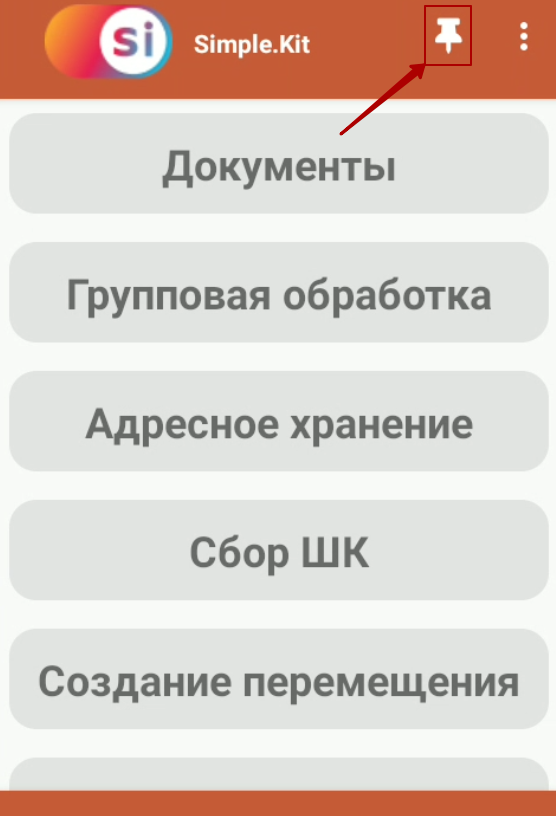 si Simple.Kit
Документы
Групповая обработка
Адресное хранение
Сбор ШК
Создание перемещения